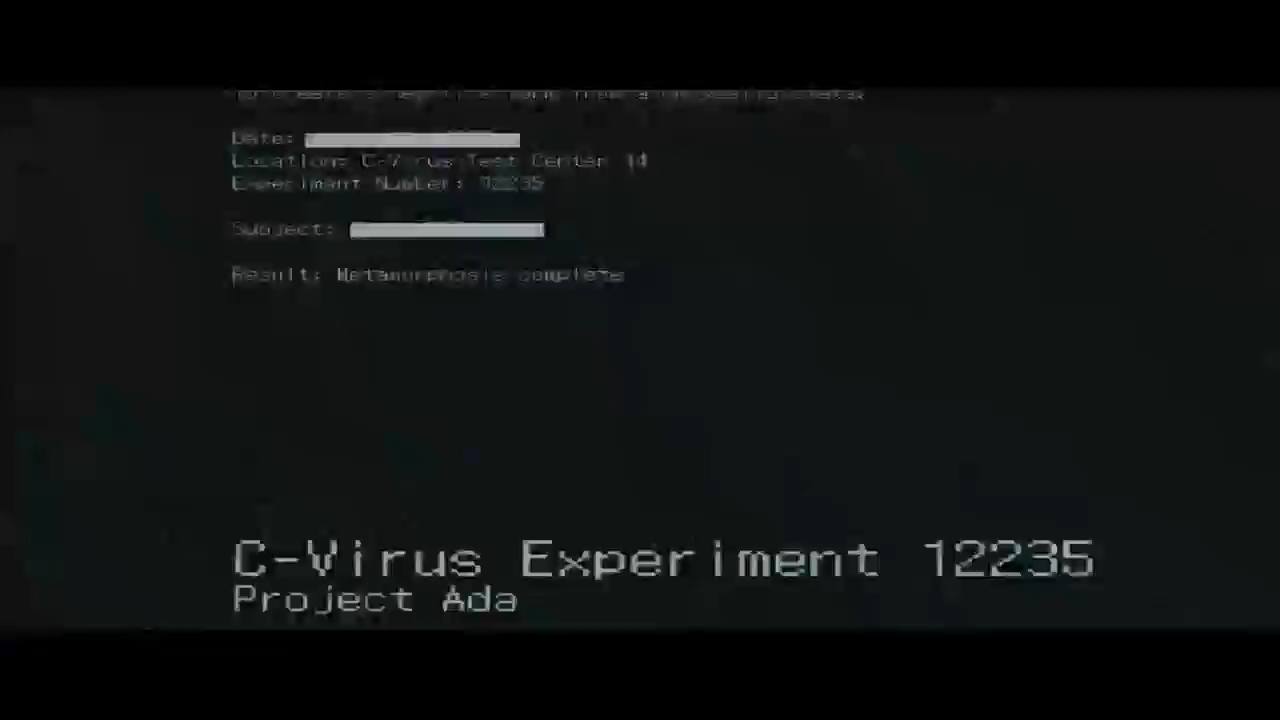 Date:
Location: C-Virus Test Center 14
Experiment Number: 12235
Subject:
Result: Metamorphosis complete
C-Virus Experiment 12235
Project Ada